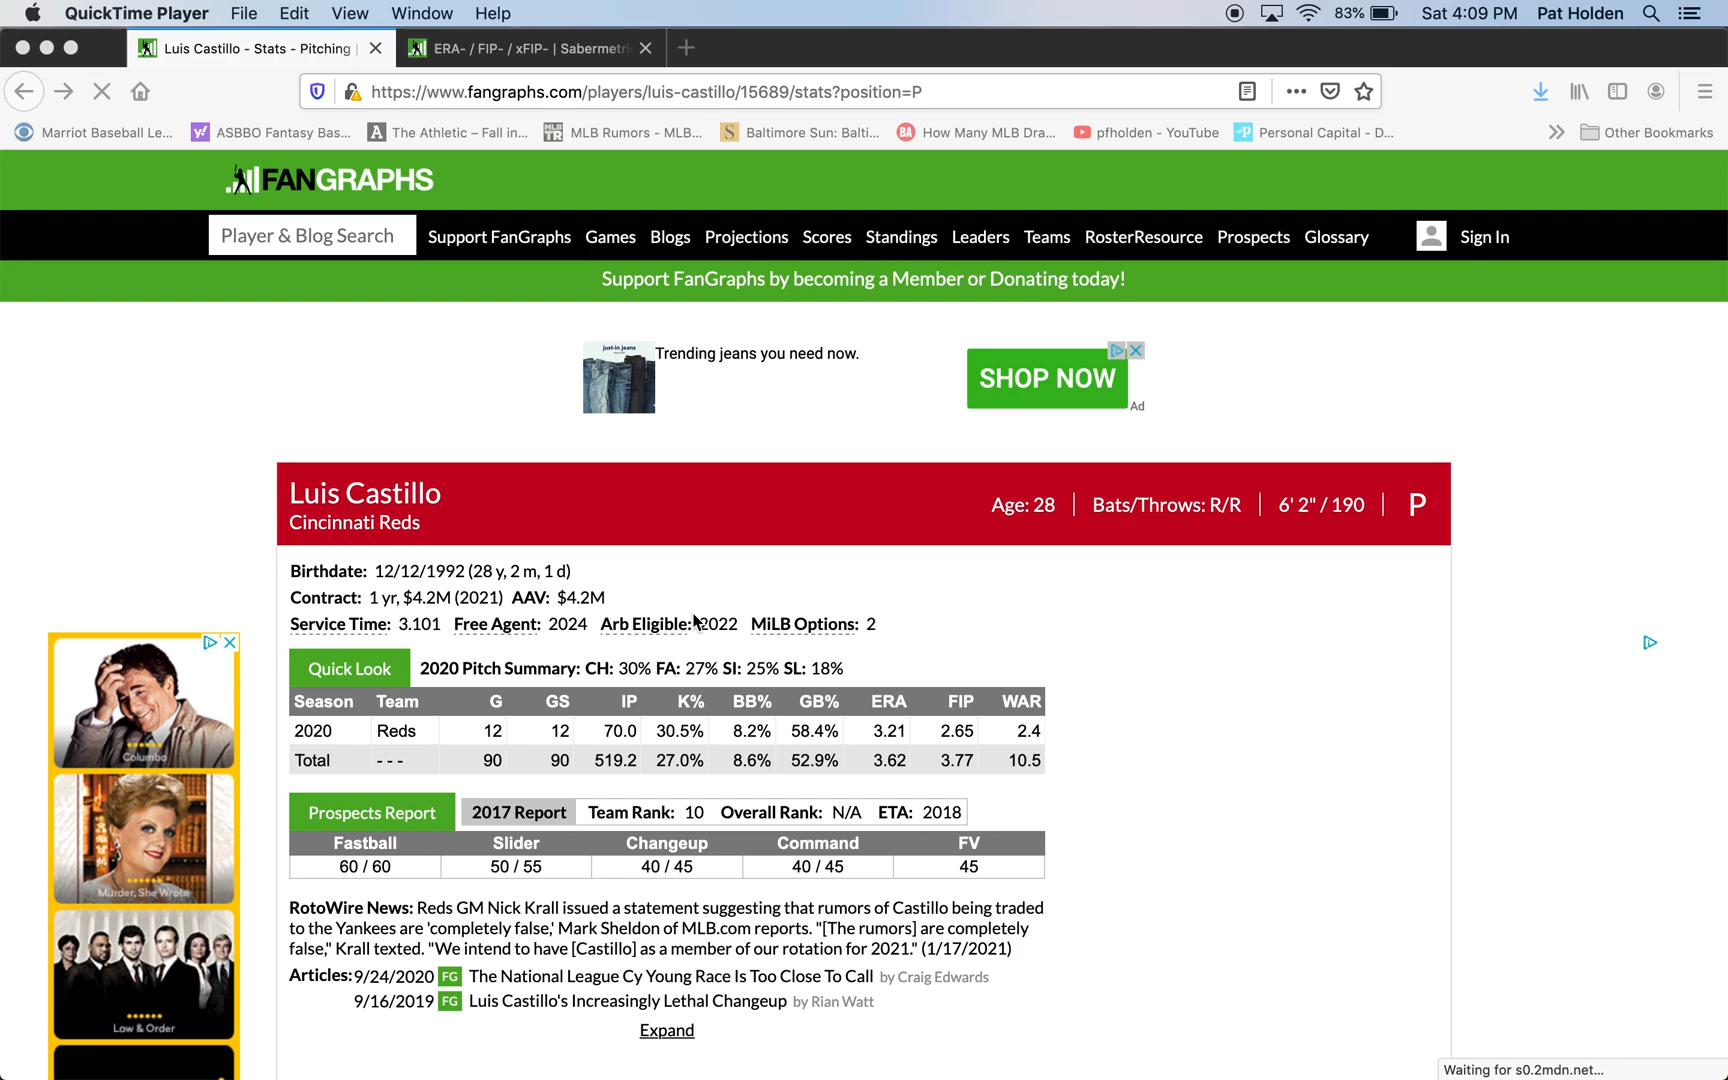 QuickTime Player File Edit View Window Help 83% Sat 4:09 PM Pat Holden
Luis Castillo - Stats - Pitching | ERA- / FIP- / xFIP- | Sabermetri
https://www.fangraphs.com/players/luis-castillo/15689/stats?position=P
Marriot Baseball Le... ASBBO Fantasy Bas... The Athletic – Fall in... MLB Rumors - MLB... Baltimore Sun: Balti... How Many MLB Dra... pfholden - YouTube Personal Capital - D... Other Bookmarks
FANGRAPHS
Player & Blog Search Support FanGraphs Games Blogs Projections Scores Standings Leaders Teams RosterResource Prospects Glossary Sign In
Support FanGraphs by becoming a Member or Donating today!
just-in jeans
Trending jeans you need now.
SHOP NOW
Ad
Luis Castillo
Cincinnati Reds
Age: 28 Bats/Throws: R/R 6' 2" / 190 P
Birthdate: 12/12/1992 (28 y, 2 m, 1 d)
Contract: 1 yr, $4.2M (2021) AAV: $4.2M
Service Time: 3.101 Free Agent: 2024 Arb Eligible: 2022 MiLB Options: 2
Quick Look 2020 Pitch Summary: CH: 30% FA: 27% SI: 25% SL: 18%
Season Team G GS IP K% BB% GB% ERA FIP WAR
2020 Reds 12 12 70.0 30.5% 8.2% 58.4% 3.21 2.65 2.4
Total - - - 90 90 519.2 27.0% 8.6% 52.9% 3.62 3.77 10.5
Prospects Report 2017 Report Team Rank: 10 Overall Rank: N/A ETA: 2018
Fastball Slider Changeup Command FV
60 / 60 50 / 55 40 / 45 40 / 45 45
RotoWire News: Reds GM Nick Krall issued a statement suggesting that rumors of Castillo being traded
to the Yankees are 'completely false,' Mark Sheldon of MLB.com reports. "[The rumors] are completely
false," Krall texted. "We intend to have [Castillo] as a member of our rotation for 2021." (1/17/2021)
Articles: 9/24/2020 FG The National League Cy Young Race Is Too Close To Call by Craig Edwards
9/16/2019 FG Luis Castillo's Increasingly Lethal Changeup by Rian Watt
Expand
Columbo
Murder, She Wrote
Law & Order
Waiting for s0.2mdn.net...